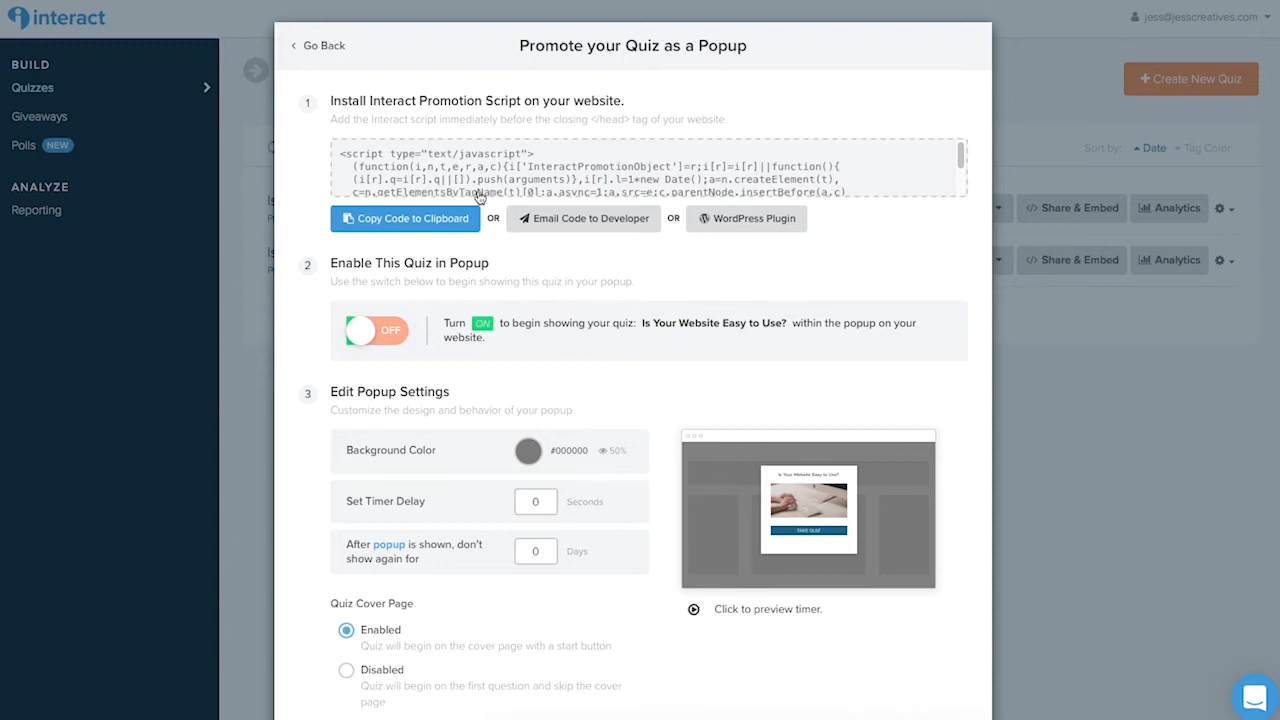 interact
jess@jesscreatives.com
BUILD
Quizzes
Giveaways
Polls NEW
ANALYZE
Reporting
Create New Quiz
Sort by: Date Tag Color
Share & Embed Analytics
Share & Embed Analytics
Go Back
Promote your Quiz as a Popup
1 Install Interact Promotion Script on your website.
Add the Interact script immediately before the closing </head> tag of your website.
<script type="text/javascript">
(function(i,n,t,e,r,a,c){i['InteractPromotionObject']=r;i[r]=i[r]||function(){
(i[r].q=i[r].q||[]).push(arguments)},i[r].l=1*new Date();a=n.createElement(t),
c=n.getElementsByTagName(t)[0];a.async=1;a.src=e;c.parentNode.insertBefore(a,c)
Copy Code to Clipboard OR Email Code to Developer OR WordPress Plugin
2 Enable This Quiz in Popup
Use the switch below to begin showing this quiz in your popup.
OFF
Turn ON to begin showing your quiz: Is Your Website Easy to Use? within the popup on your
website.
3 Edit Popup Settings
Customize the design and behavior of your popup.
Background Color #000000 50%
Set Timer Delay 0 Seconds
After popup is shown, don't
show again for 0 Days
Is Your Website Easy to Use?
TAKE QUIZ
Click to preview timer.
Quiz Cover Page
Enabled
Quiz will begin on the cover page with a start button
Disabled
Quiz will begin on the first question and skip the cover
page